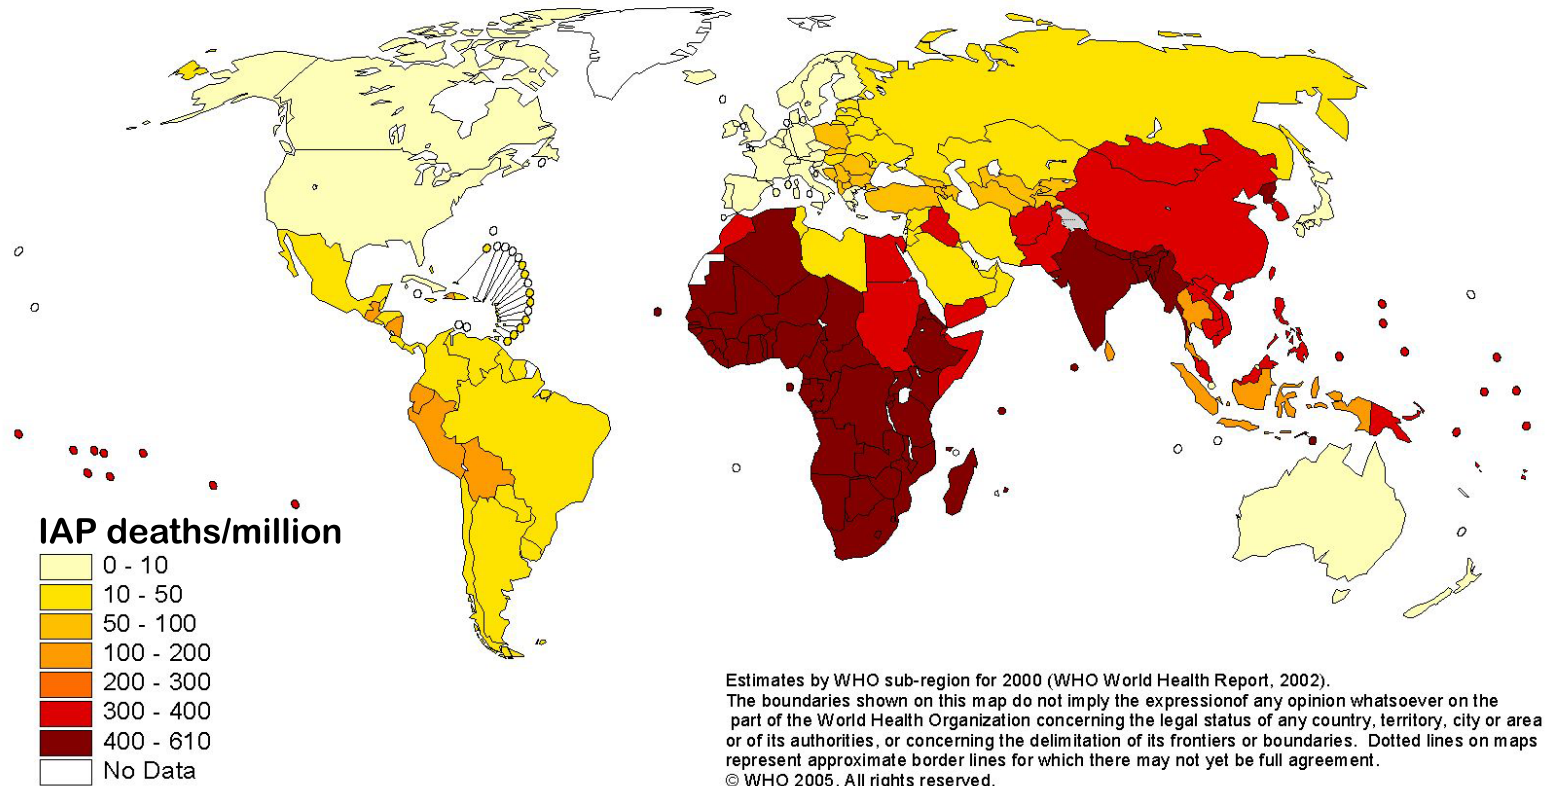 IAP deaths/million
0 - 10
10 - 50
50 - 100
100 - 200
200 - 300
300 - 400
400 - 610
No Data
Estimates by WHO sub-region for 2000 (WHO World Health Report, 2002).
The boundaries shown on this map do not imply the expressionof any opinion whatsoever on the
part of the World Health Organization concerning the legal status of any country, territory, city or area
or of its authorities, or concerning the delimitation of its frontiers or boundaries. Dotted lines on maps
represent approximate border lines for which there may not yet be full agreement.
© WHO 2005. All rights reserved.